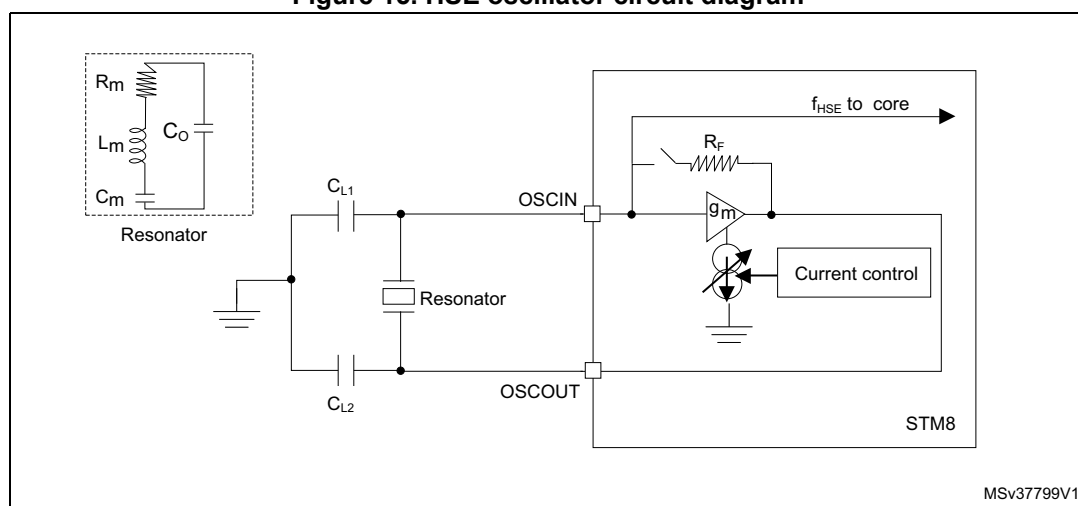 Figure 16. HSE oscillator circuit diagram
Rm
Lm
CO
Cm
Resonator
CL1
CL2
Resonator
OSCIN
OSCOUT
fHSE to core
RF
gm
Current control
STM8
MSv37799V1